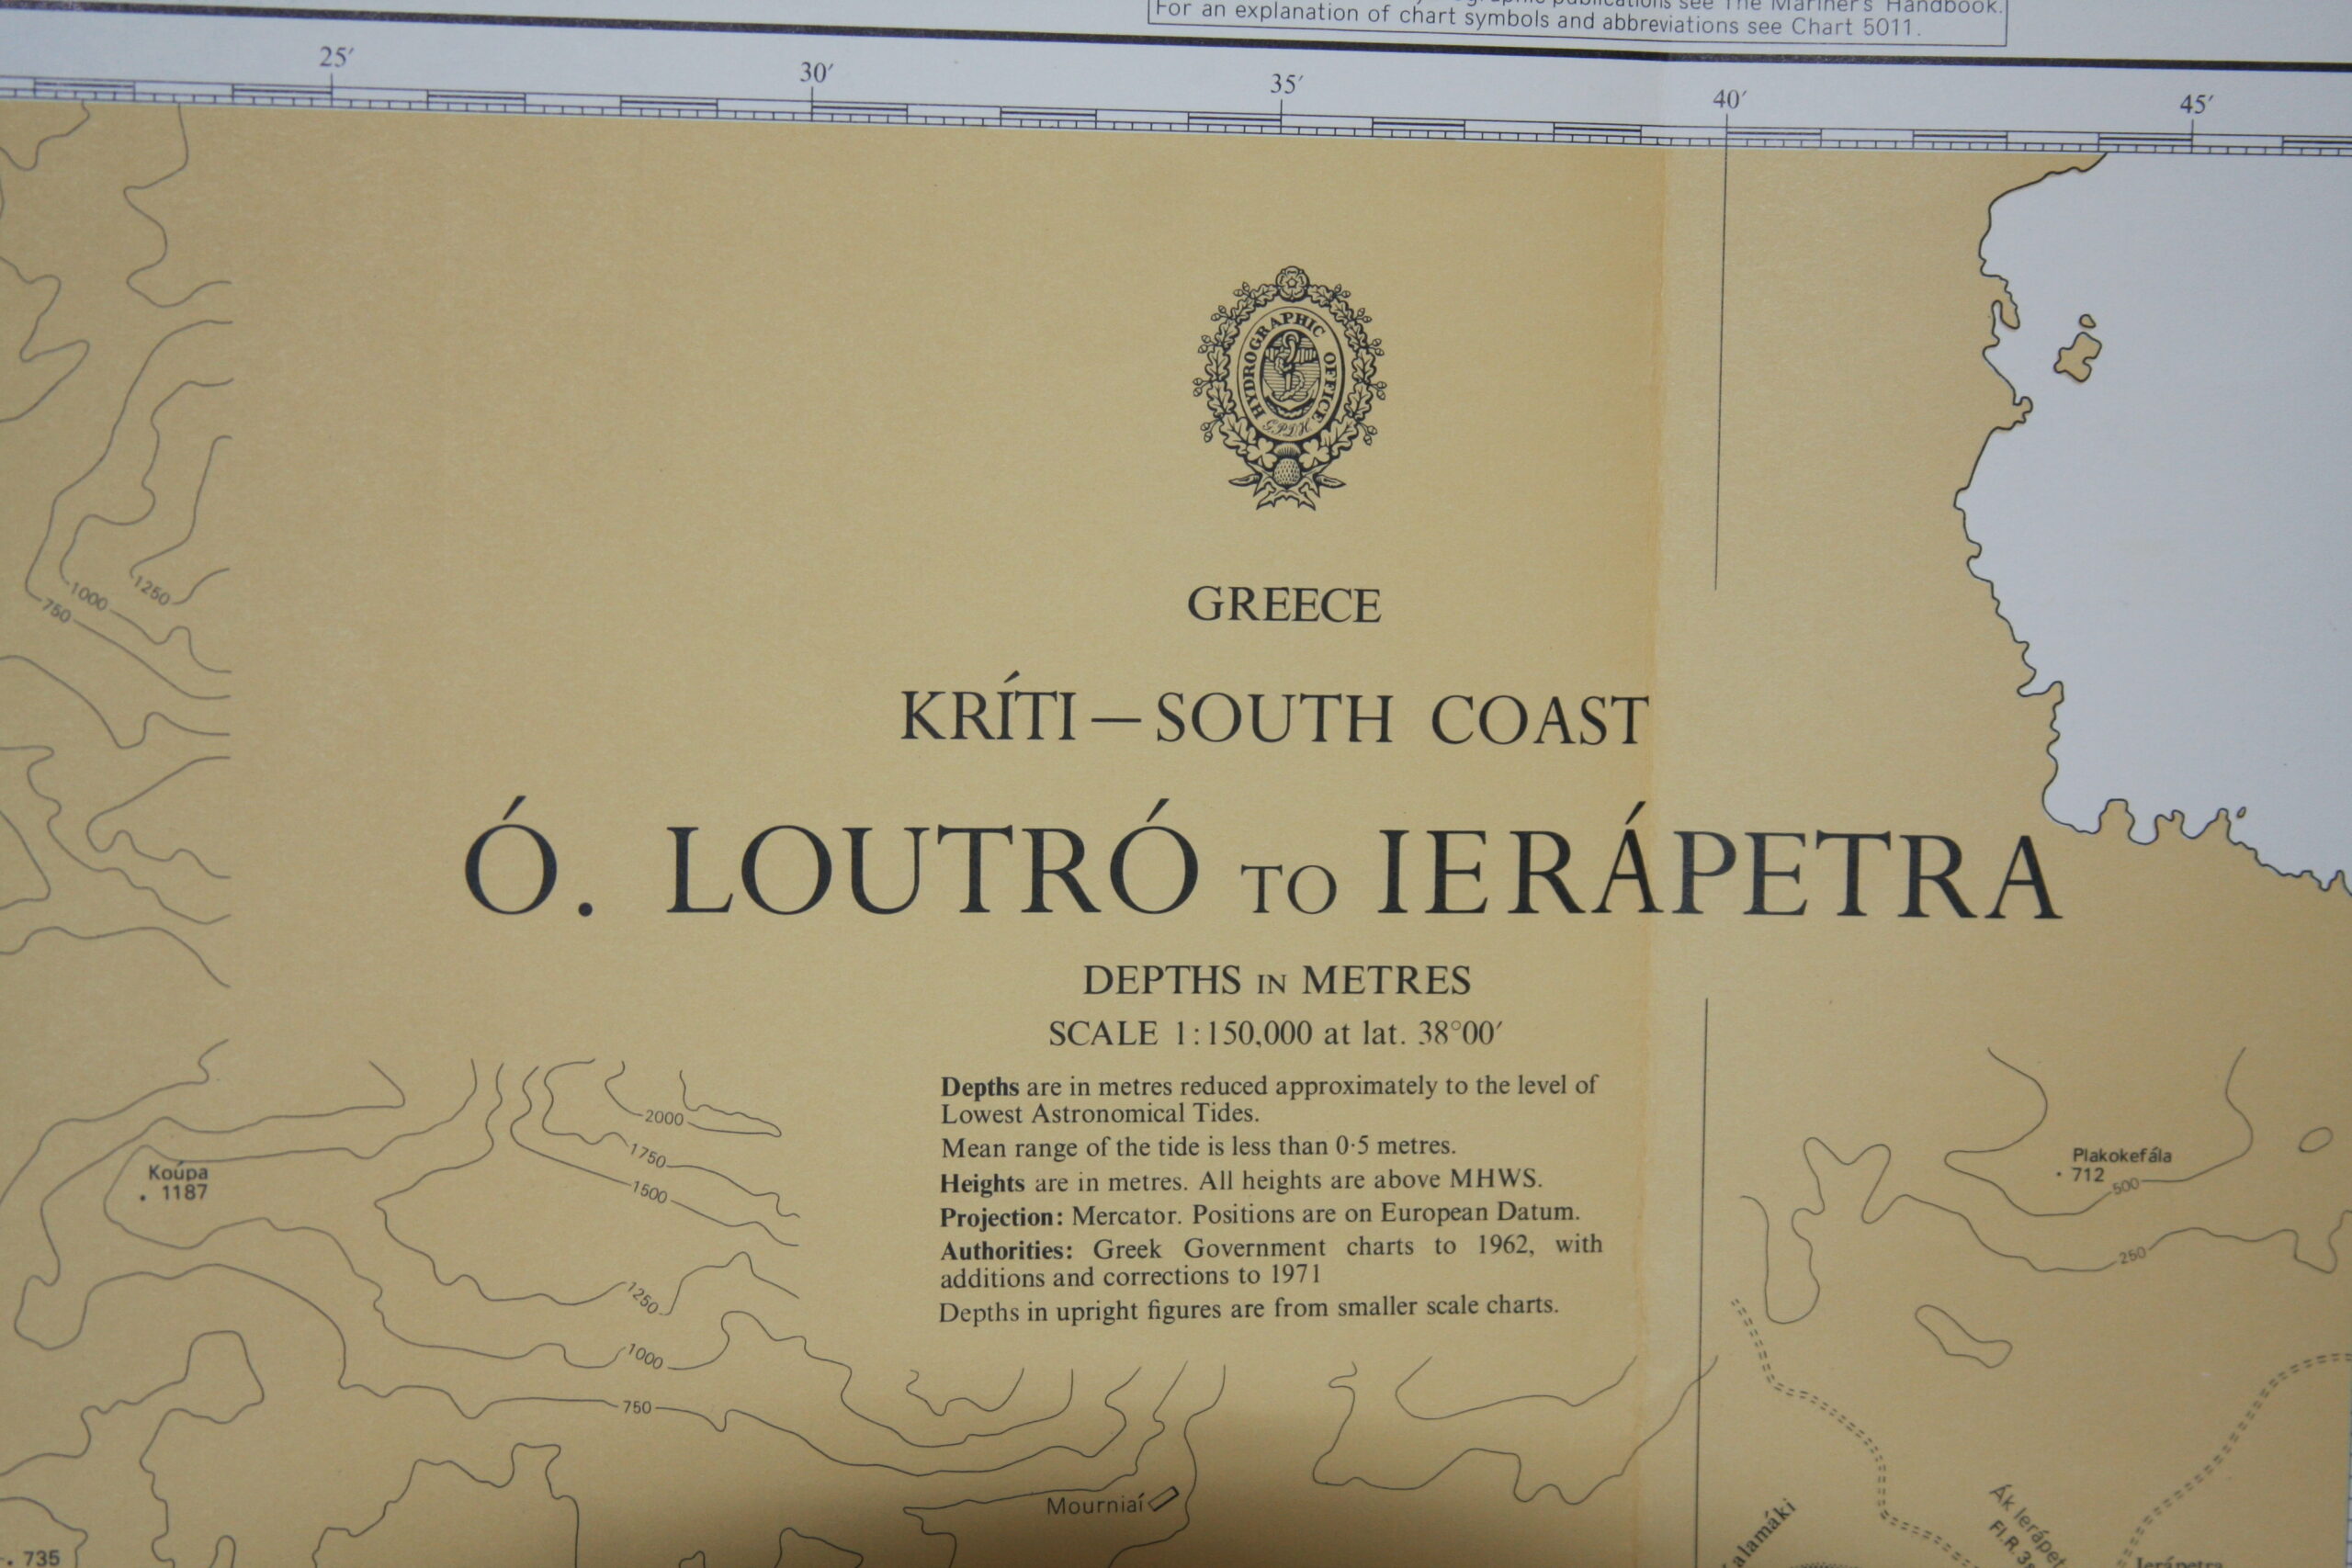 For an explanation of chart symbols and abbreviations see Chart 5011.
25′ 30′ 35′ 40′ 45′
HYDROGRAPHIC OFFICE
GREECE
KRÍTI – SOUTH COAST
Ó. LOUTRÓ TO IERÁPETRA
DEPTHS IN METRES
SCALE 1:150,000 at lat. 38°00′
Depths are in metres reduced approximately to the level of
Lowest Astronomical Tides.
Mean range of the tide is less than 0·5 metres.
Heights are in metres. All heights are above MHWS.
Projection: Mercator. Positions are on European Datum.
Authorities: Greek Government charts to 1962, with
additions and corrections to 1971
Depths in upright figures are from smaller scale charts.
1250
1000
750
2000
1750
1500
1250
1000
750
Koúpa
1187
Plakokefála
712
500
250
Mourniaí
735